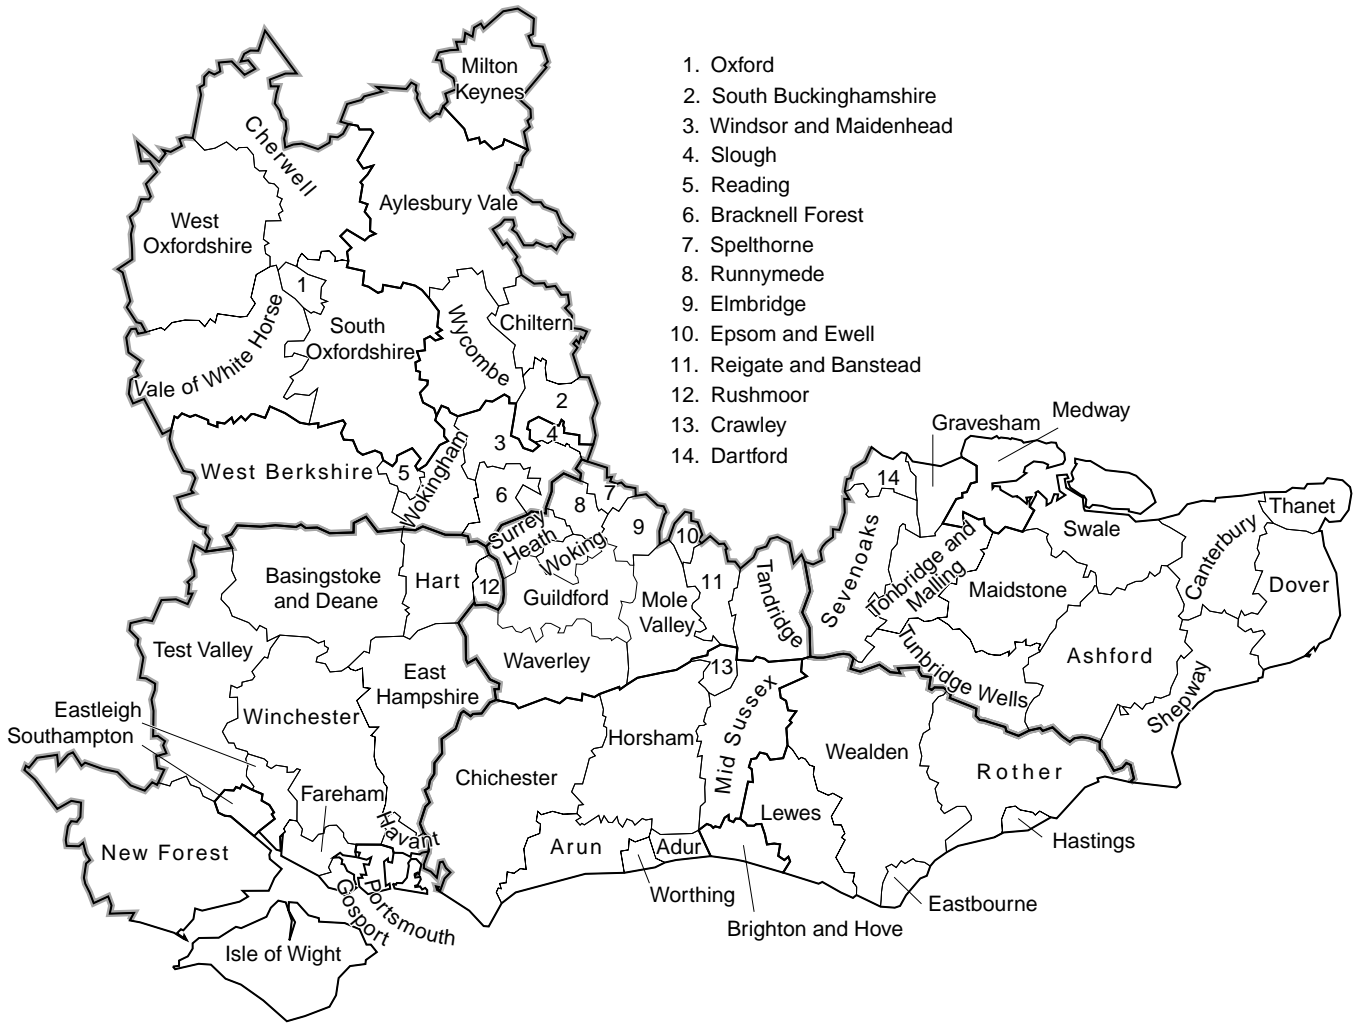 Milton
Keynes
1. Oxford
2. South Buckinghamshire
3. Windsor and Maidenhead
4. Slough
5. Reading
6. Bracknell Forest
7. Spelthorne
8. Runnymede
9. Elmbridge
10. Epsom and Ewell
11. Reigate and Banstead
12. Rushmoor
13. Crawley
14. Dartford
Cherwell
Aylesbury Vale
West
Oxfordshire
1
South
Oxfordshire
Vale of White Horse
Wycombe
Chiltern
2
4
3
West Berkshire
5
Wokingham
6
7
8
9
10
11
Surrey
Heath
Woking
12
Basingstoke
and Deane
Hart
Guildford
Mole
Valley
Tandridge
Waverley
Test Valley
East
Hampshire
Winchester
Eastleigh
Southampton
Fareham
Havant
New Forest
Gosport
Portsmouth
Isle of Wight
Gravesham
Medway
14
Sevenoaks
Tonbridge and
Malling
Swale
Maidstone
Canterbury
Thanet
Dover
Ashford
Shepway
Tunbridge Wells
13
Mid Sussex
Horsham
Chichester
Arun
Adur
Worthing
Brighton and Hove
Lewes
Wealden
Rother
Hastings
Eastbourne